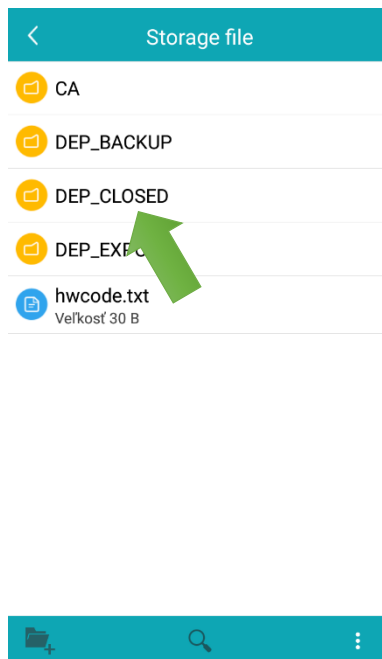 Storage file
CA
DEP_BACKUP
DEP_CLOSED
hwcode.txt
Veľkosť 30 B